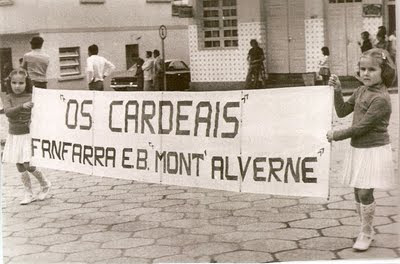 "OS CARDEAIS"
FANFARRA E.B. "MONT'ALVERNE"